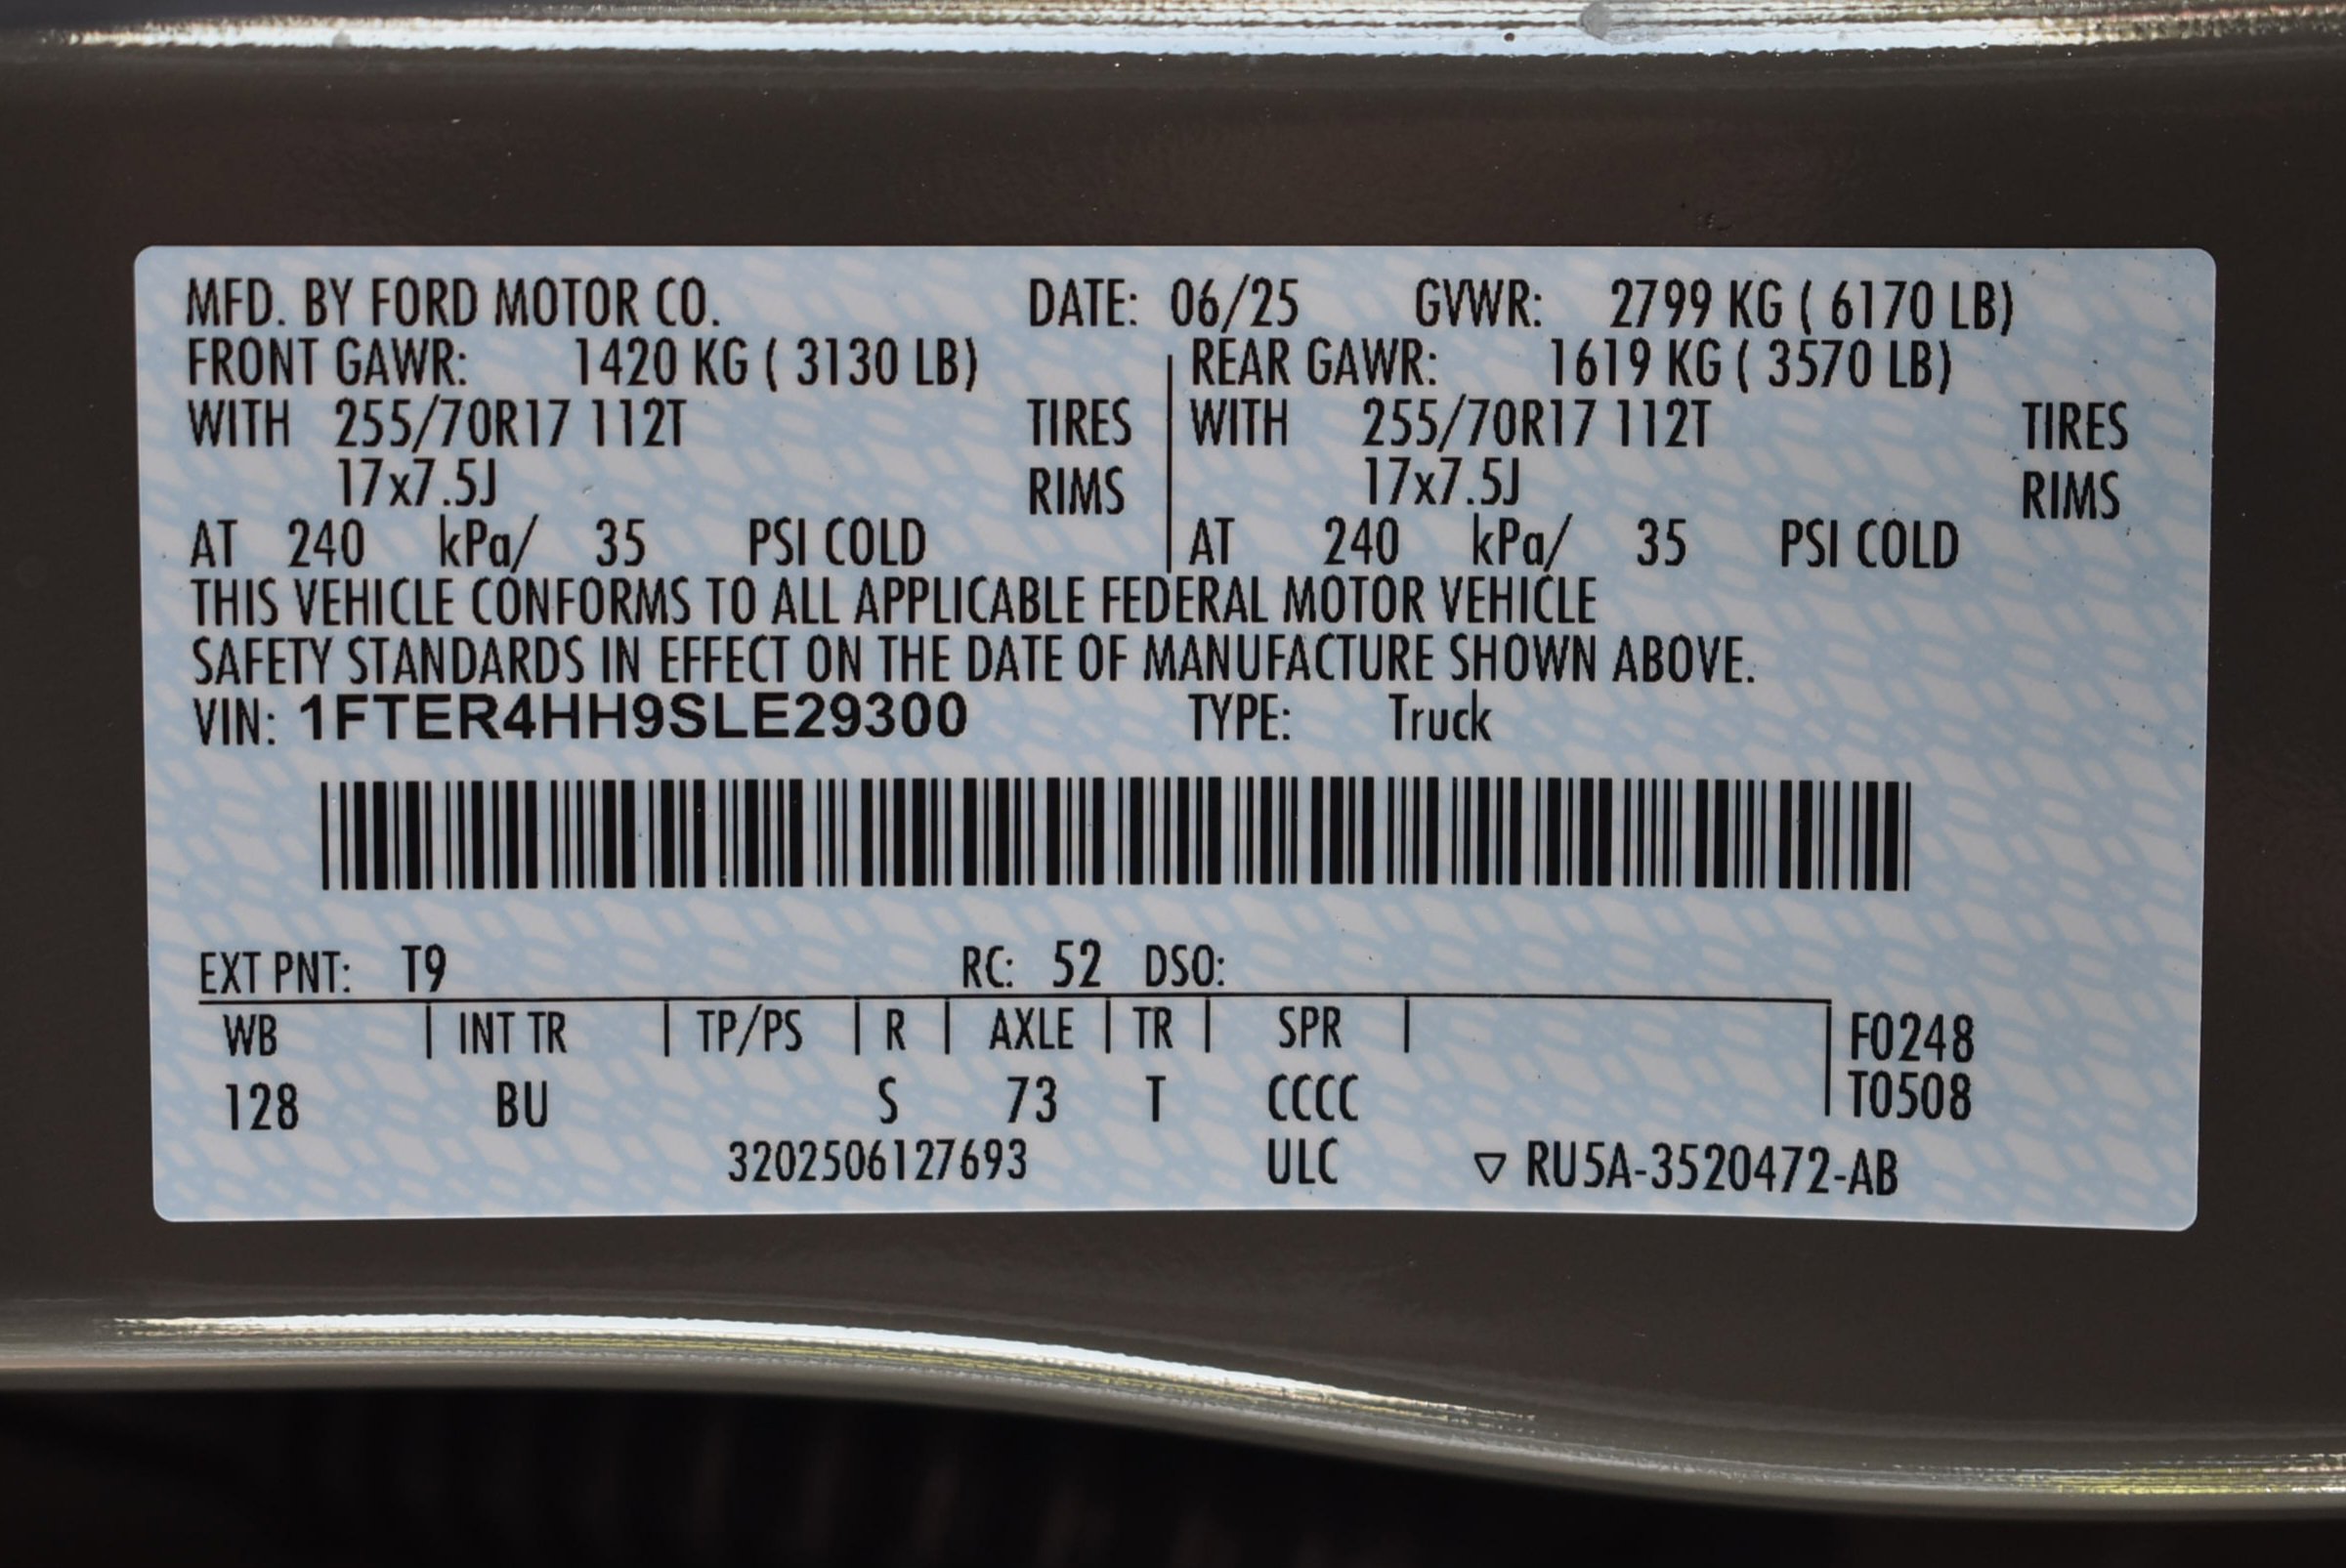 MFD. BY FORD MOTOR CO. DATE: 06/25 GVWR: 2799 KG ( 6170 LB)
FRONT GAWR: 1420 KG ( 3130 LB) REAR GAWR: 1619 KG ( 3570 LB)
WITH 255/70R17 112T TIRES WITH 255/70R17 112T TIRES
17x7.5J RIMS 17x7.5J RIMS
AT 240 kPa/ 35 PSI COLD AT 240 kPa/ 35 PSI COLD
THIS VEHICLE CONFORMS TO ALL APPLICABLE FEDERAL MOTOR VEHICLE
SAFETY STANDARDS IN EFFECT ON THE DATE OF MANUFACTURE SHOWN ABOVE.
VIN: 1FTER4HH9SLE29300 TYPE: Truck
EXT PNT: T9 RC: 52 DSO:
WB | INT TR | TP/PS | R | AXLE | TR | SPR | F0248
128 BU S 73 T CCCC T0508
3202506127693 ULC ▽ RU5A-3520472-AB